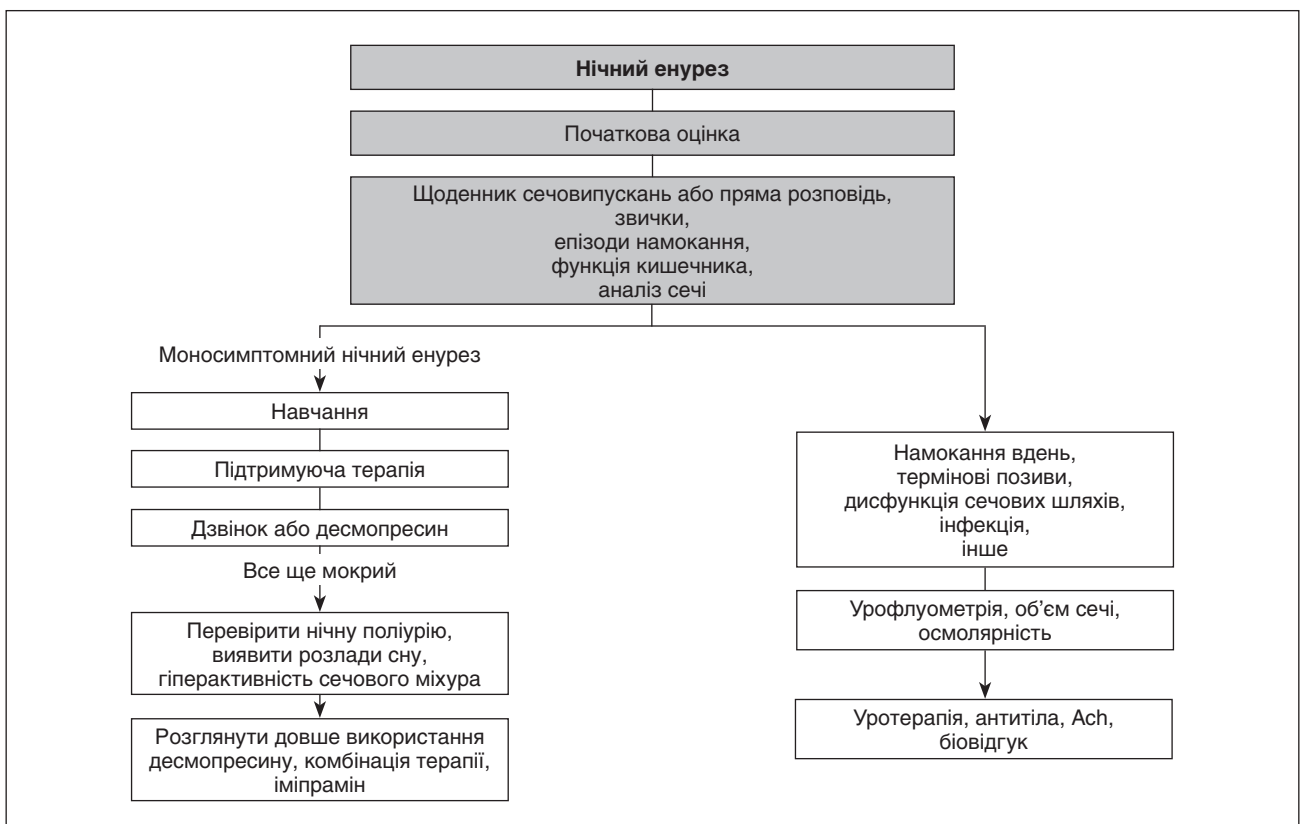 Нічний енурез
Початкова оцінка
Щоденник сечовипускань або пряма розповідь,
звички,
епізоди намокання,
функція кишечника,
аналіз сечі
Моносимптомний нічний енурез
Навчання
Підтримуюча терапія
Дзвінок або десмопресин
Все ще мокрий
Перевірити нічну поліурію,
виявити розлади сну,
гіперактивність сечового міхура
Розглянути довше використання
десмопресину, комбінація терапії,
іміпрамін
Намокання вдень,
термінові позиви,
дисфункція сечових шляхів,
інфекція,
інше
Урофлуометрія, об’єм сечі,
осмолярність
Уротерапія, антитіла, Ach,
біовідгук